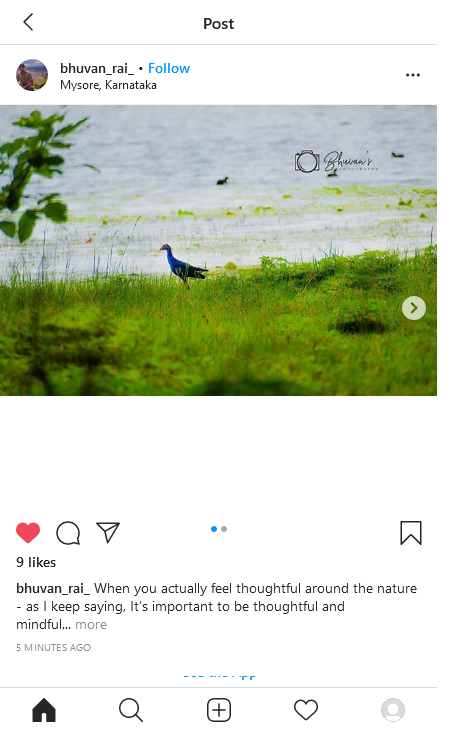 Post
bhuvan_rai_ • Follow
Mysore, Karnataka
Bhuvan's
PHOTOGRAPHY
9 likes
bhuvan_rai_ When you actually feel thoughtful around the nature
- as I keep saying, It's important to be thoughtful and
mindful... more
5 MINUTES AGO